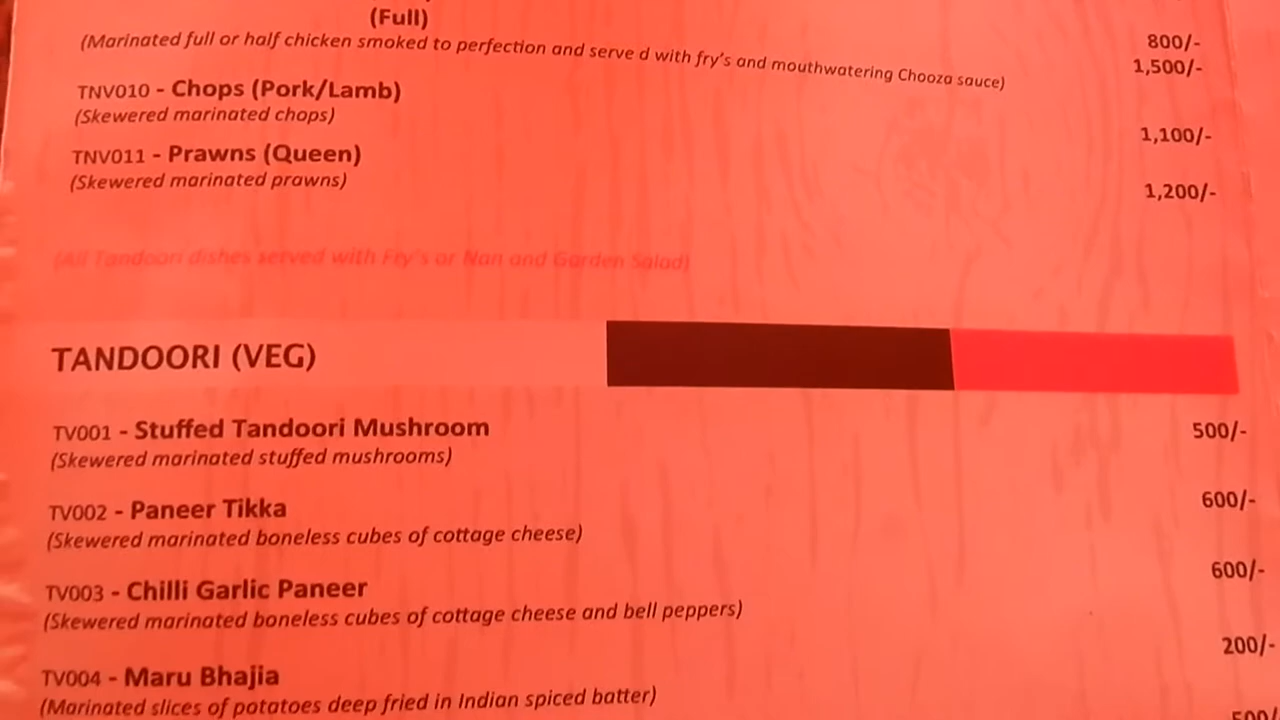 (Full)
800/-
(Marinated full or half chicken smoked to perfection and serve d with fry's and mouthwatering Chooza sauce)
1,500/-
TNV010 - Chops (Pork/Lamb)
(Skewered marinated chops)
1,100/-
TNV011 - Prawns (Queen)
(Skewered marinated prawns)
1,200/-
(All Tandoori dishes served with Fry's or Nan and Garden Salad)
TANDOORI (VEG)
TV001 - Stuffed Tandoori Mushroom 500/-
(Skewered marinated stuffed mushrooms)
TV002 - Paneer Tikka 600/-
(Skewered marinated boneless cubes of cottage cheese)
TV003 - Chilli Garlic Paneer 600/-
(Skewered marinated boneless cubes of cottage cheese and bell peppers)
TV004 - Maru Bhajia 200/-
(Marinated slices of potatoes deep fried in Indian spiced batter)